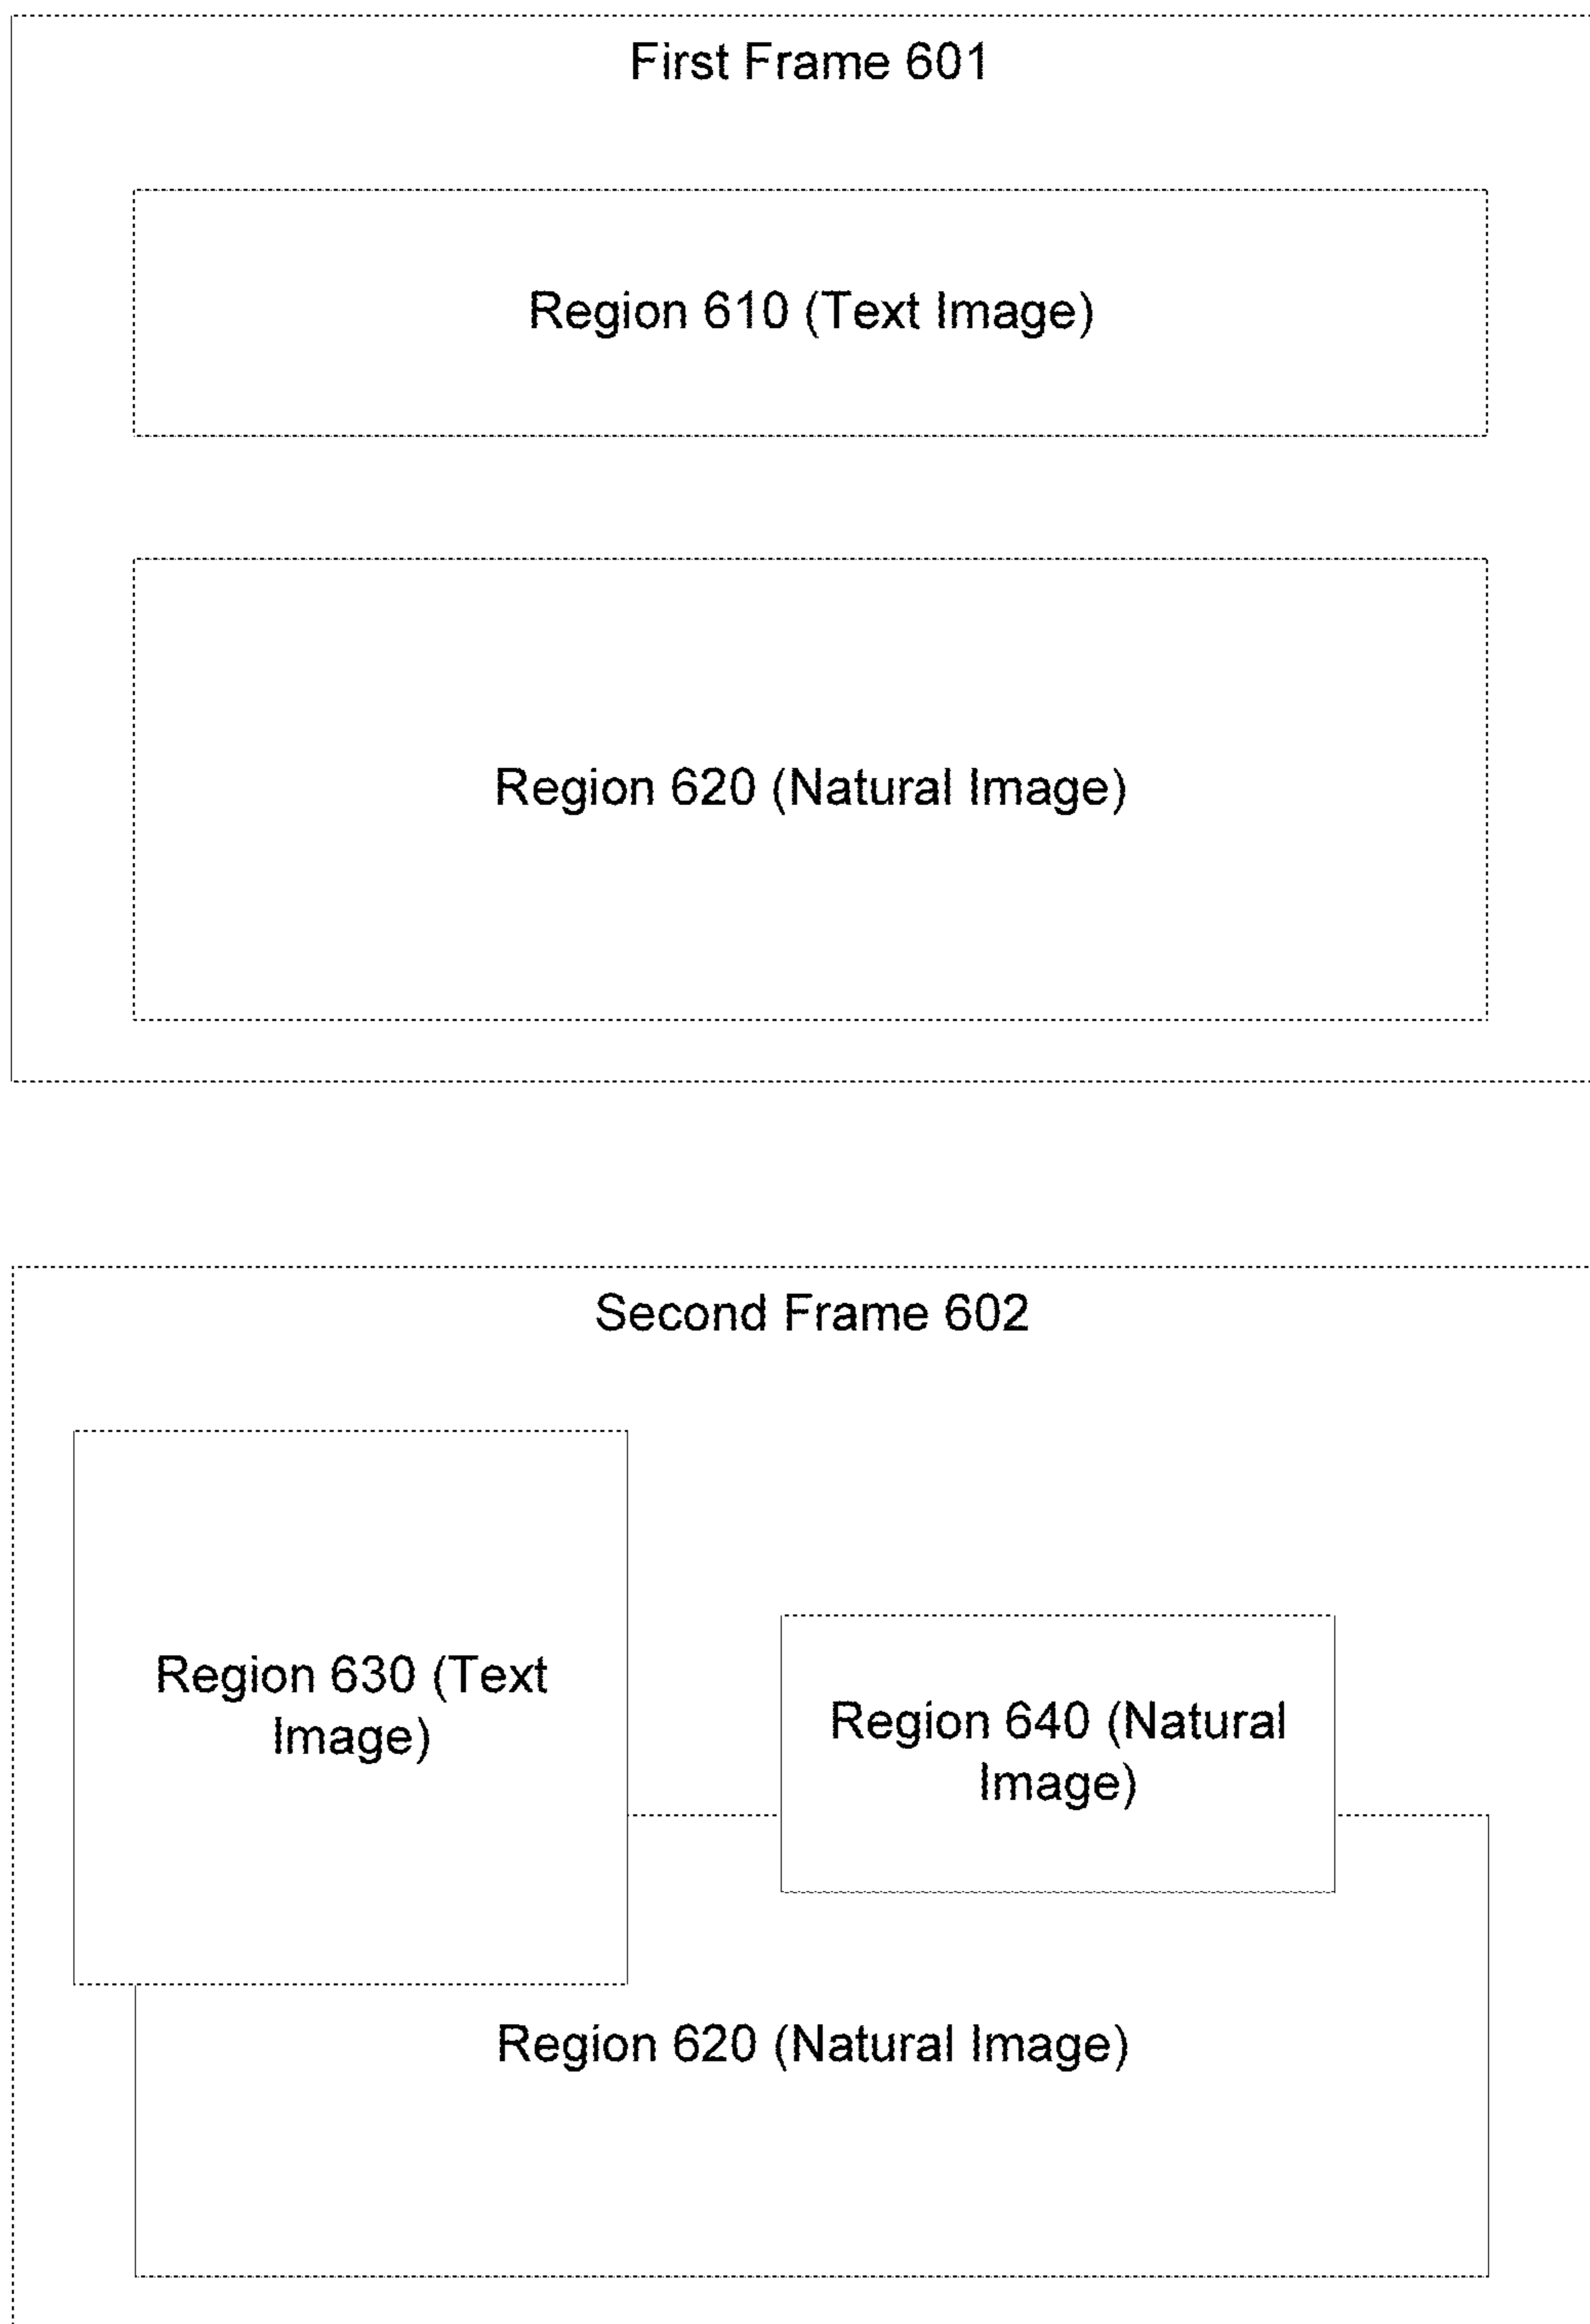 First Frame 601
Region 610 (Text Image)
Region 620 (Natural Image)
Second Frame 602
Region 630 (Text
Image)
Region 640 (Natural
Image)
Region 620 (Natural Image)